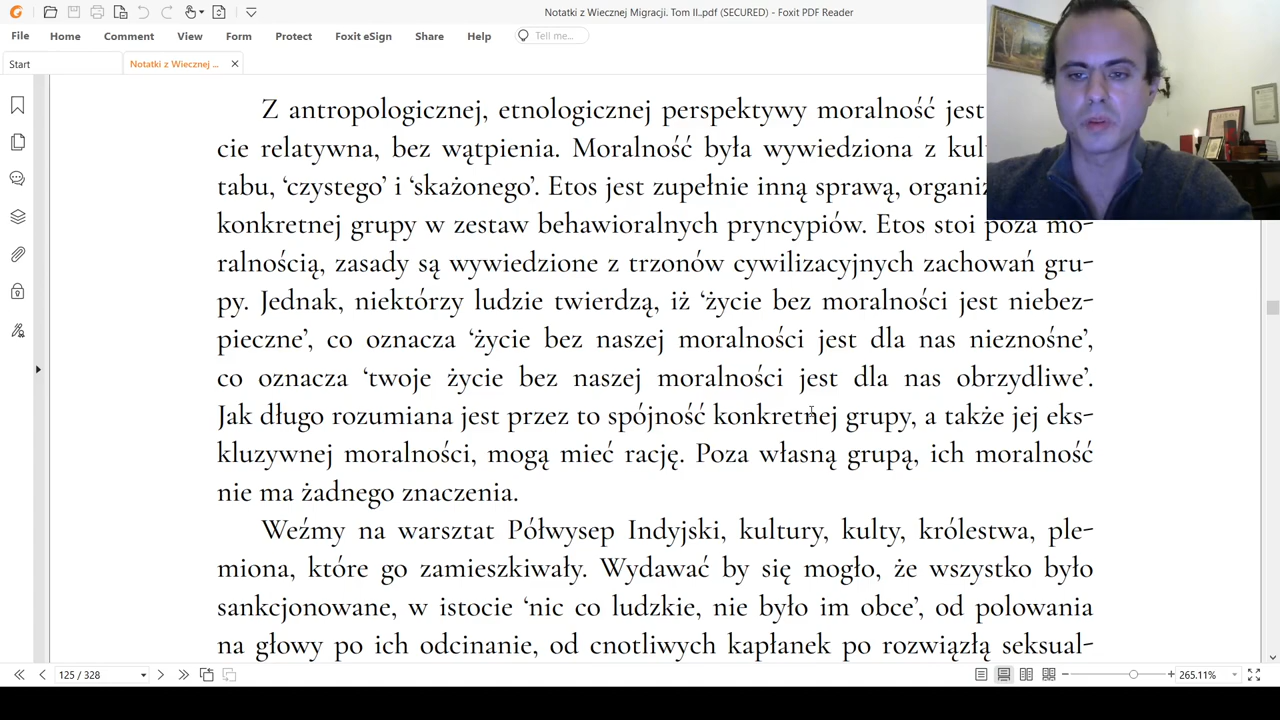 Notatki z Wiecznej Migracji. Tom II.pdf (SECURED) - Foxit PDF Reader
File Home Comment View Form Protect Foxit eSign Share Help Tell me...
Start Notatki z Wiecznej ...
Z antropologicznej, etnologicznej perspektywy moralność jest
cie relatywna, bez wątpienia. Moralność była wywiedziona z kul
tabu, ‘czystego’ i ‘skażonego’. Etos jest zupełnie inną sprawą, organiz
konkretnej grupy w zestaw behawioralnych pryncypiów. Etos stoi poza mo-
ralnością, zasady są wywiedzione z trzonów cywilizacyjnych zachowań gru-
py. Jednak, niektórzy ludzie twierdzą, iż ‘życie bez moralności jest niebez-
pieczne’, co oznacza ‘życie bez naszej moralności jest dla nas nieznośne’,
co oznacza ‘twoje życie bez naszej moralności jest dla nas obrzydliwe’.
Jak długo rozumiana jest przez to spójność konkretnej grupy, a także jej eks-
kluzywnej moralności, mogą mieć rację. Poza własną grupą, ich moralność
nie ma żadnego znaczenia.
Weźmy na warsztat Półwysep Indyjski, kultury, kulty, królestwa, ple-
miona, które go zamieszkiwały. Wydawać by się mogło, że wszystko było
sankcjonowane, w istocie ‘nic co ludzkie, nie było im obce’, od polowania
na głowy po ich odcinanie, od cnotliwych kapłanek po rozwiązłą seksual-
125 / 328 265.11%